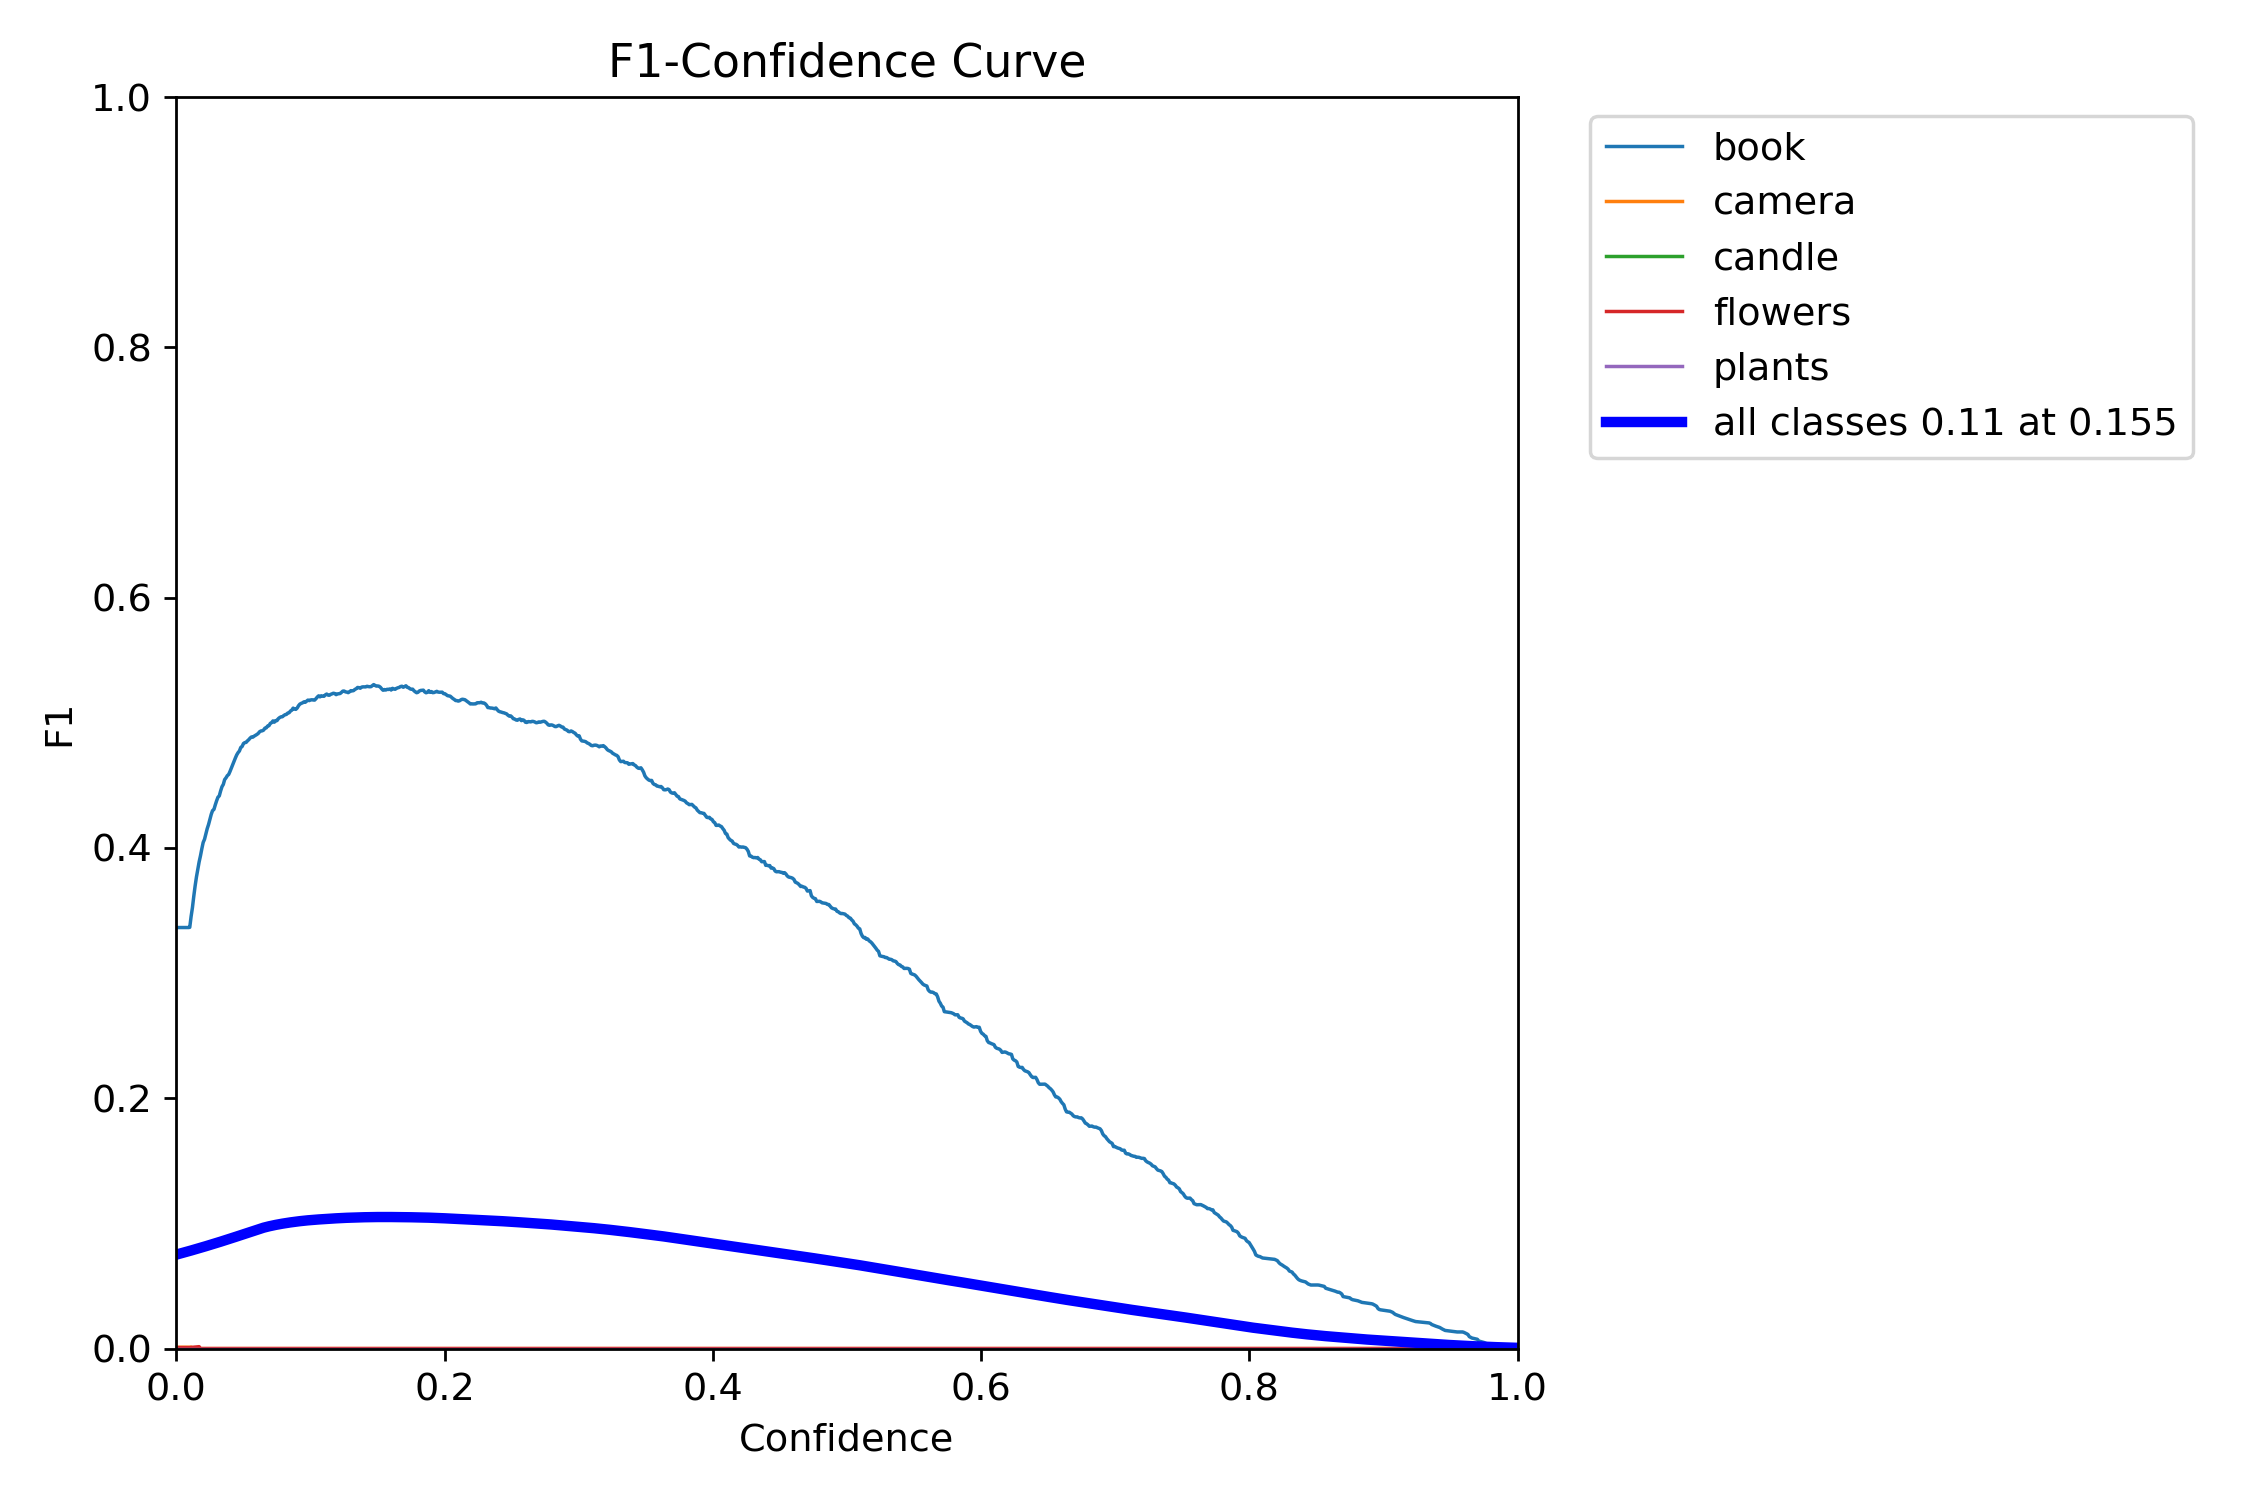 F1-Confidence Curve
1.0
0.8
0.6
0.4
0.2
0.0
F1
0.0 0.2 0.4 0.6 0.8 1.0
Confidence
book
camera
candle
flowers
plants
all classes 0.11 at 0.155